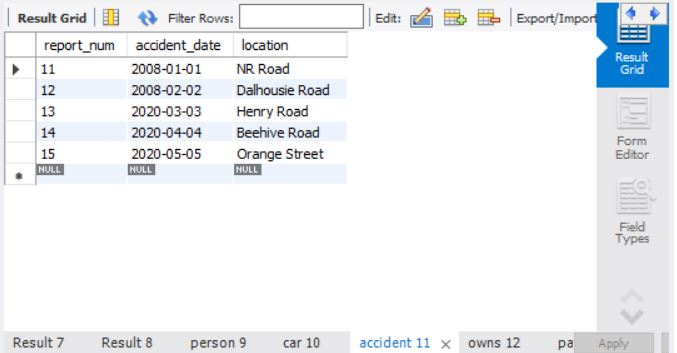 Result Grid Filter Rows: Edit: Export/Import
report_num accident_date location
11 2008-01-01 NR Road
12 2008-02-02 Dalhousie Road
13 2020-03-03 Henry Road
14 2020-04-04 Beehive Road
15 2020-05-05 Orange Street
NULL NULL NULL
Result
Grid
Form
Editor
Field
Types
Result 7 Result 8 person 9 car 10 accident 11 owns 12 pa Apply